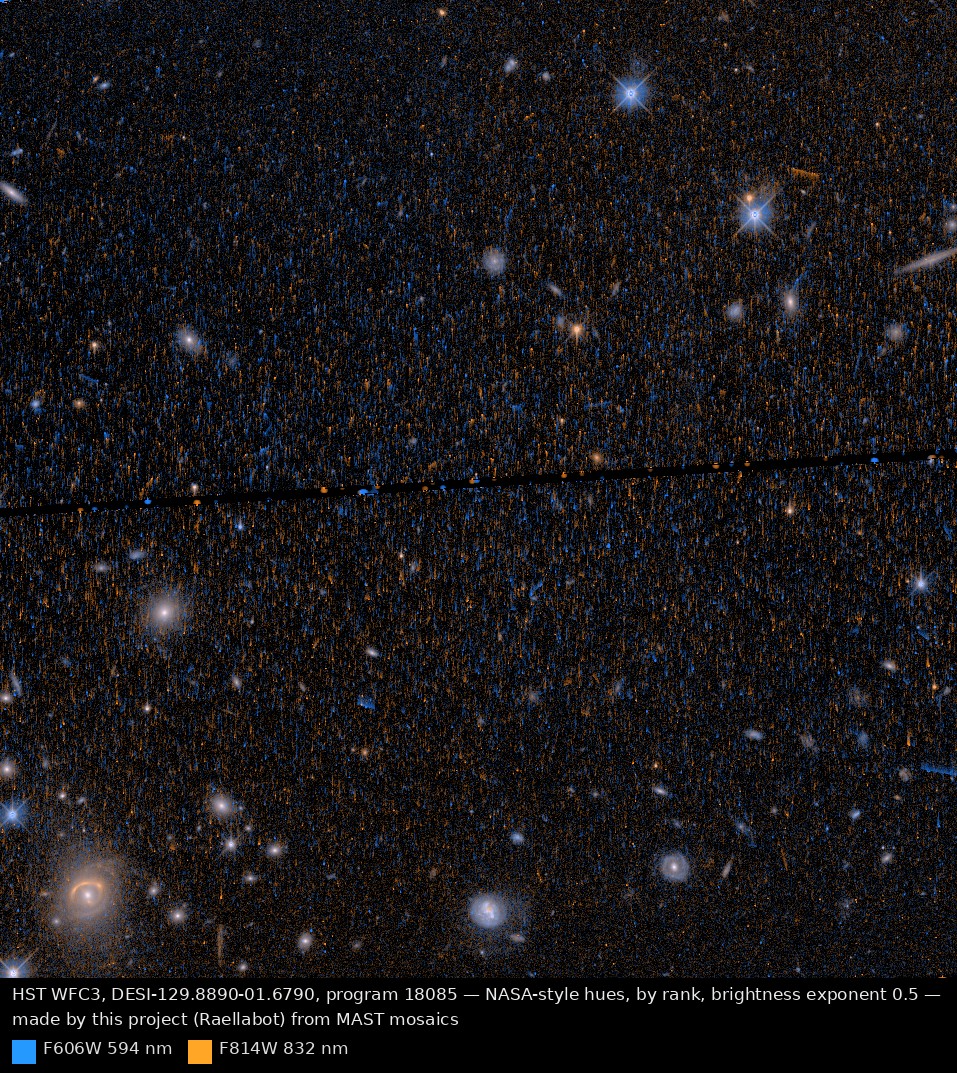 HST WFC3, DESI-129.8890-01.6790, program 18085 — NASA-style hues, by rank, brightness exponent 0.5 —
made by this project (Raellabot) from MAST mosaics
F606W 594 nm F814W 832 nm